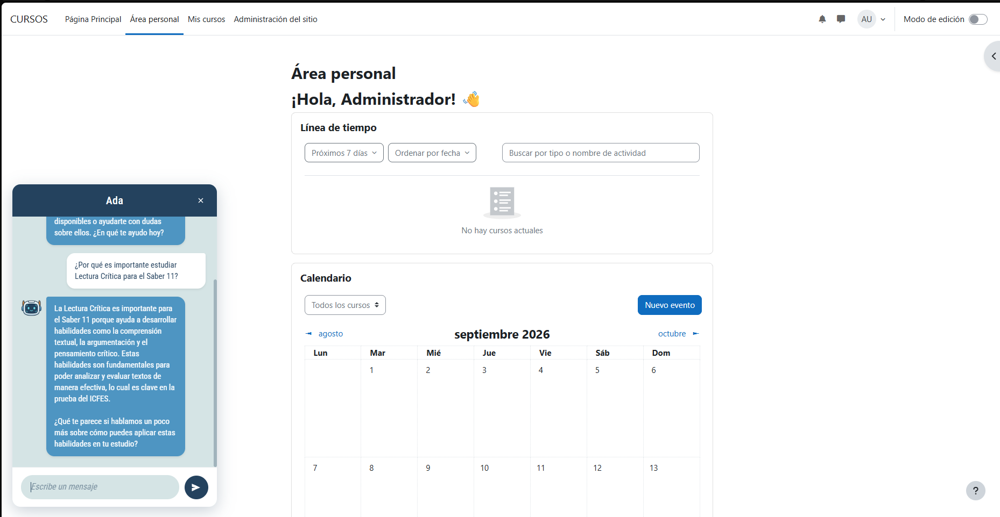 CURSOS
Página Principal
Área personal
Mis cursos
Administración del sitio
AU
Modo de edición
Área personal
¡Hola, Administrador! 👋
Línea de tiempo
Próximos 7 días
Ordenar por fecha
Buscar por tipo o nombre de actividad
No hay cursos actuales
Calendario
Todos los cursos
Nuevo evento
agosto
septiembre 2026
octubre
Lun Mar Mié Jue Vie Sáb Dom
1 2 3 4 5 6
7 8 9 10 11 12 13
Ada
×
disponibles o ayudarte con dudas
sobre ellos. ¿En qué te ayudo hoy?
¿Por qué es importante estudiar
Lectura Crítica para el Saber 11?
La Lectura Crítica es importante para
el Saber 11 porque ayuda a desarrollar
habilidades como la comprensión
textual, la argumentación y el
pensamiento crítico. Estas
habilidades son fundamentales para
poder analizar y evaluar textos de
manera efectiva, lo cual es clave en la
prueba del ICFES.
¿Qué te parece si hablamos un poco
más sobre cómo puedes aplicar estas
habilidades en tu estudio?
Escribe un mensaje
?